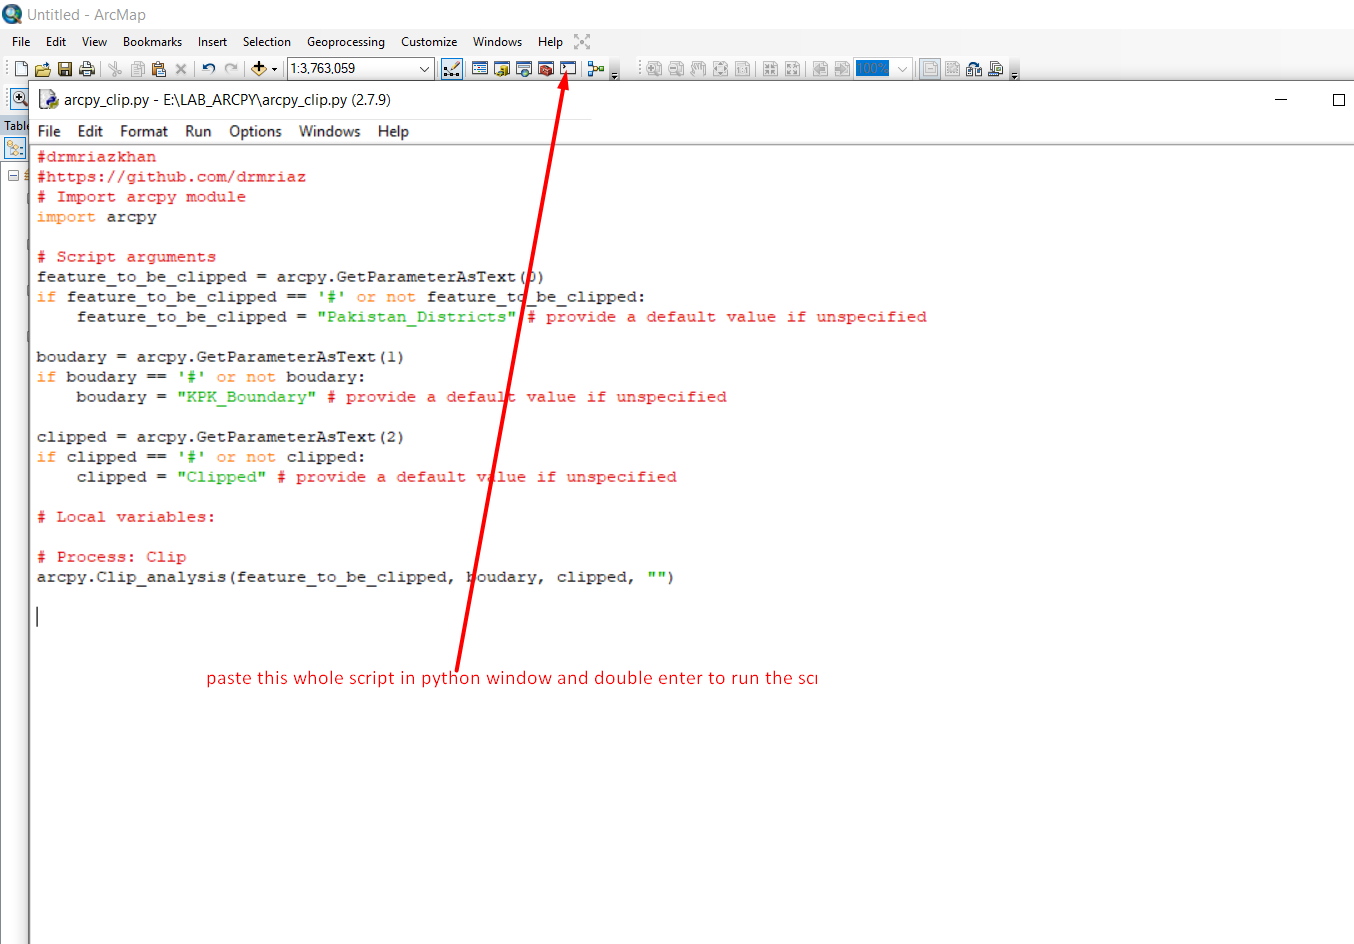 Untitled - ArcMap
File Edit View Bookmarks Insert Selection Geoprocessing Customize Windows Help
1:3,763,059 100%
arcpy_clip.py - E:\LAB_ARCPY\arcpy_clip.py (2.7.9)
Table
File Edit Format Run Options Windows Help
#drmriazkhan
#https://github.com/drmriaz
# Import arcpy module
import arcpy
# Script arguments
feature_to_be_clipped = arcpy.GetParameterAsText(0)
if feature_to_be_clipped == '#' or not feature_to_be_clipped:
    feature_to_be_clipped = "Pakistan_Districts" # provide a default value if unspecified
boudary = arcpy.GetParameterAsText(1)
if boudary == '#' or not boudary:
    boudary = "KPK_Boundary" # provide a default value if unspecified
clipped = arcpy.GetParameterAsText(2)
if clipped == '#' or not clipped:
    clipped = "Clipped" # provide a default value if unspecified
# Local variables:
# Process: Clip
arcpy.Clip_analysis(feature_to_be_clipped, boudary, clipped, "")
paste this whole script in python window and double enter to run the